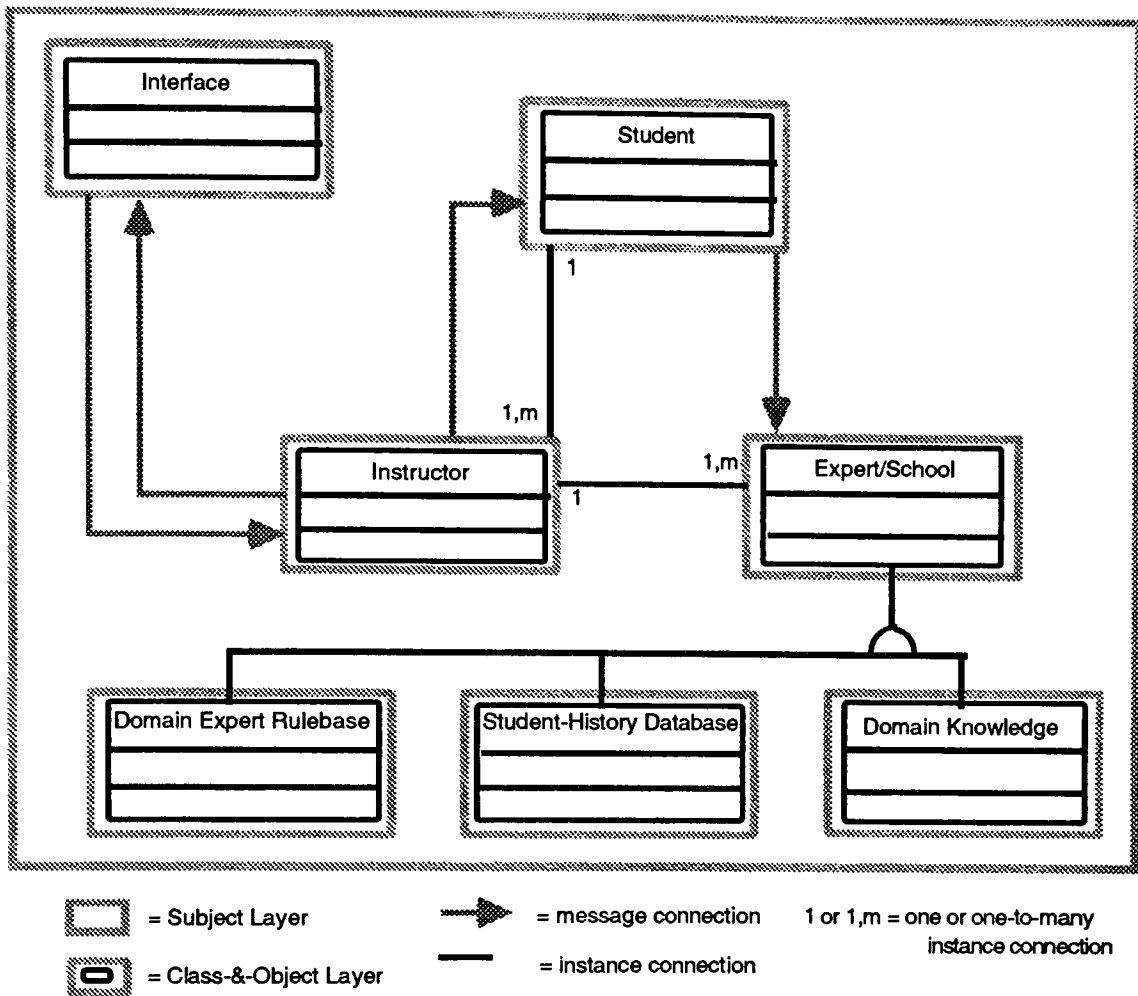 Interface
Student
1
1,m
Instructor
1
1,m
Expert/School
Domain Expert Rulebase
Student-History Database
Domain Knowledge
= Subject Layer
= message connection
1 or 1,m = one or one-to-many
instance connection
= Class-&-Object Layer
= instance connection